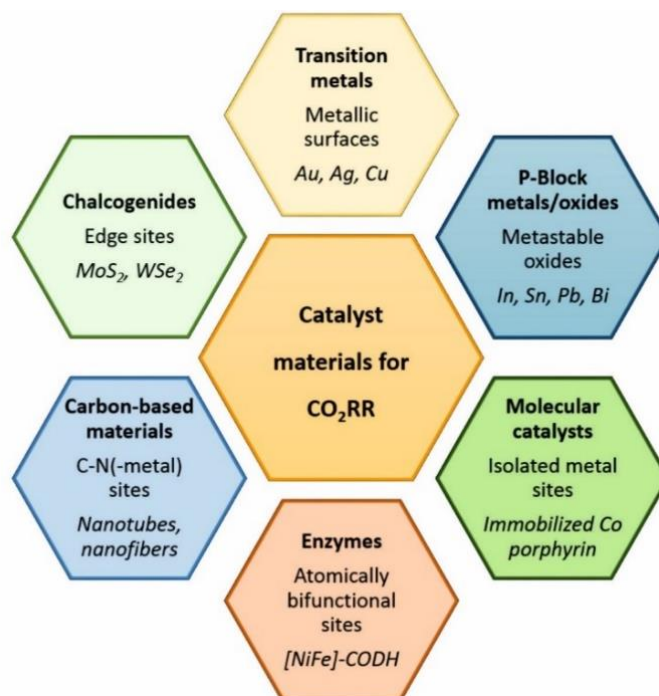 Transition
metals
Metallic
surfaces
Au, Ag, Cu
Chalcogenides
Edge sites
MoS₂, WSe₂
P-Block
metals/oxides
Metastable
oxides
In, Sn, Pb, Bi
Catalyst
materials for
CO₂RR
Carbon-based
materials
C-N(-metal)
sites
Nanotubes,
nanofibers
Molecular
catalysts
Isolated metal
sites
Immobilized Co
porphyrin
Enzymes
Atomically
bifunctional
sites
[NiFe]-CODH